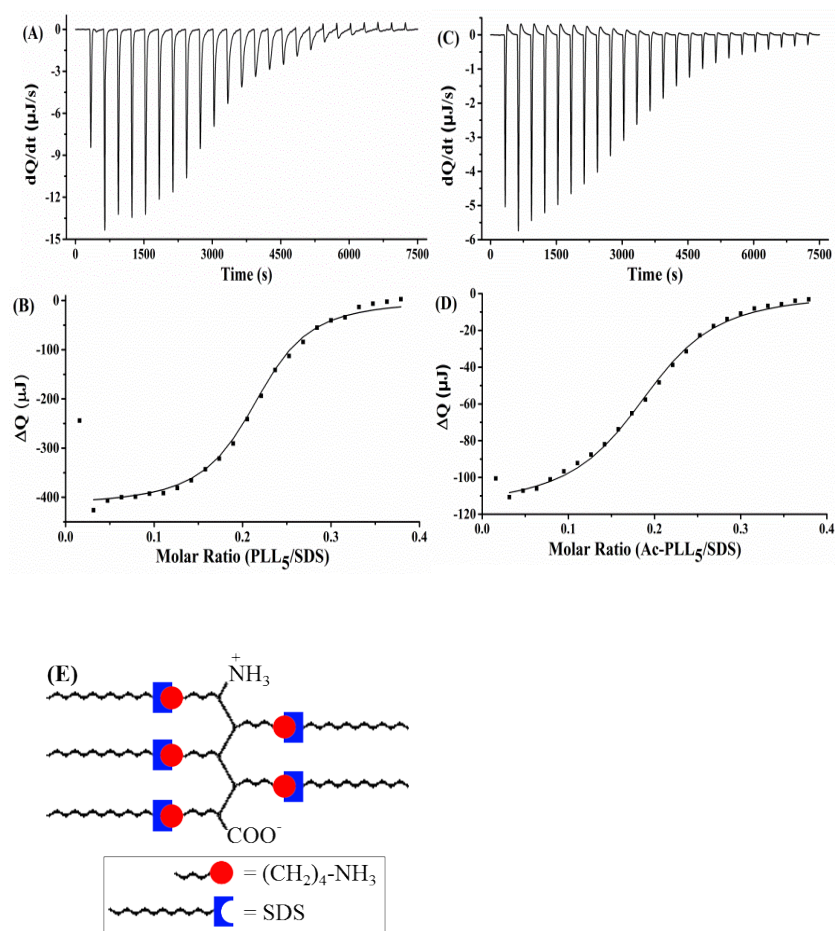 (A)
0
-3
-6
-9
-12
-15
dQ/dt (µJ/s)
0 1500 3000 4500 6000 7500
Time (s)
(C)
0
-1
-2
-3
-4
-5
-6
dQ/dt (µJ/s)
0 1500 3000 4500 6000 7500
Time (s)
(B)
0
-100
-200
-300
-400
ΔQ (µJ)
0.0 0.1 0.2 0.3 0.4
Molar Ratio (PLL5/SDS)
(D)
0
-20
-40
-60
-80
-100
-120
ΔQ (µJ)
0.0 0.1 0.2 0.3 0.4
Molar Ratio (Ac-PLL5/SDS)
(E)
+
NH3
COO-
= (CH2)4-NH3
= SDS